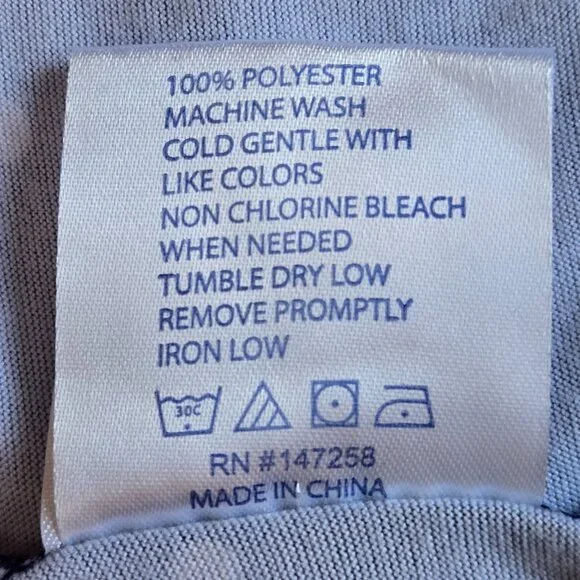 100% POLYESTER
MACHINE WASH
COLD GENTLE WITH
LIKE COLORS
NON CHLORINE BLEACH
WHEN NEEDED
TUMBLE DRY LOW
REMOVE PROMPTLY
IRON LOW
30C
RN #147258
MADE IN CHINA